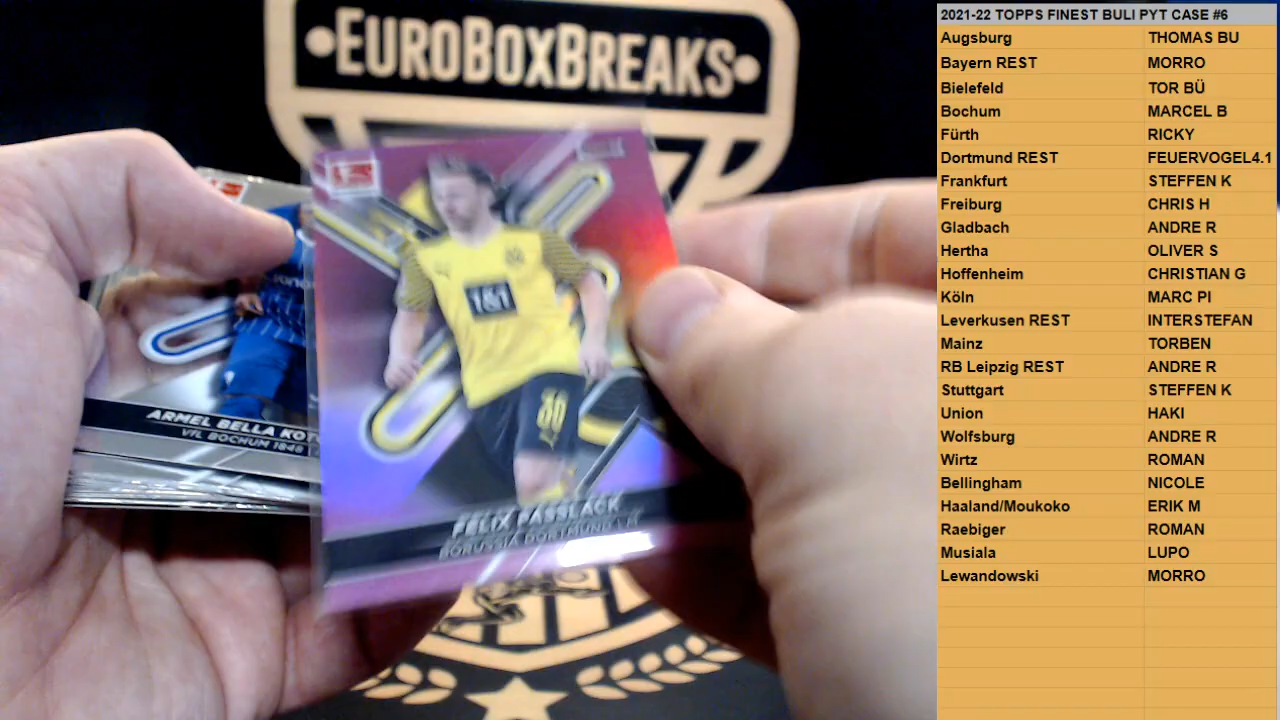 •EUROBOXBREAKS•
1&1
30
FELIX PASSLACK
BORUSSIA DORTMUND
ARMEL BELLA KOT
VFL BOCHUM 1848
2021-22 TOPPS FINEST BULI PYT CASE #6
Augsburg THOMAS BU
Bayern REST MORRO
Bielefeld TOR BÜ
Bochum MARCEL B
Fürth RICKY
Dortmund REST FEUERVOGEL4.1
Frankfurt STEFFEN K
Freiburg CHRIS H
Gladbach ANDRE R
Hertha OLIVER S
Hoffenheim CHRISTIAN G
Köln MARC PI
Leverkusen REST INTERSTEFAN
Mainz TORBEN
RB Leipzig REST ANDRE R
Stuttgart STEFFEN K
Union HAKI
Wolfsburg ANDRE R
Wirtz ROMAN
Bellingham NICOLE
Haaland/Moukoko ERIK M
Raebiger ROMAN
Musiala LUPO
Lewandowski MORRO